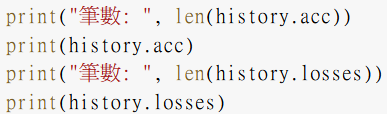 print("筆數: ", len(history.acc))
print(history.acc)
print("筆數: ", len(history.losses))
print(history.losses)